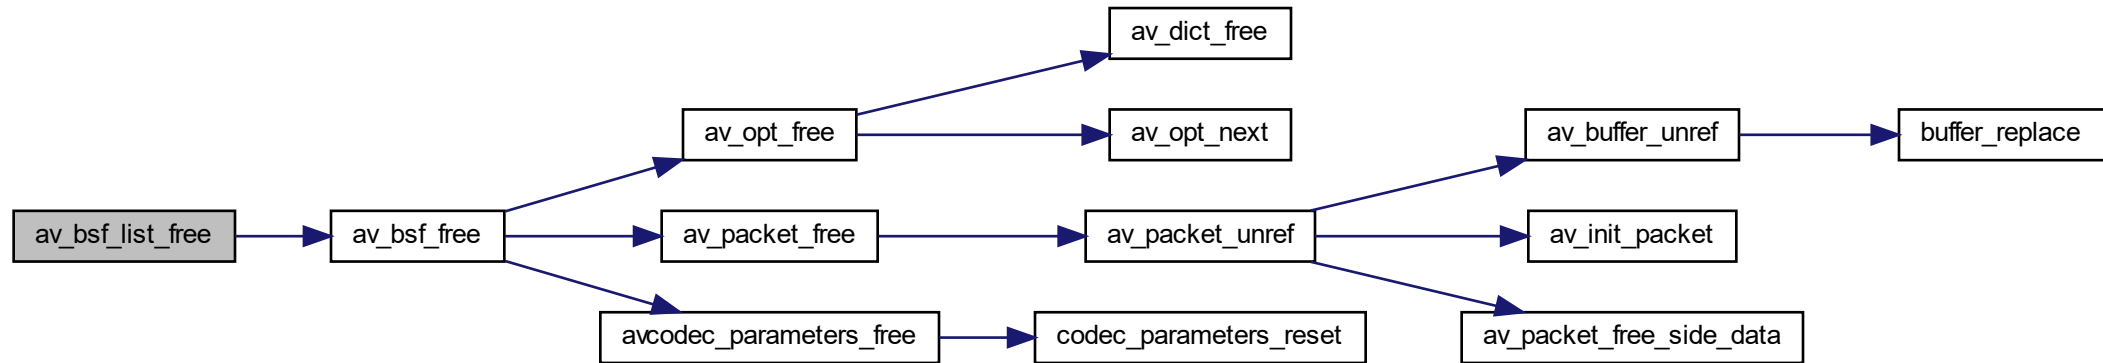 av_dict_free
av_opt_free
av_opt_next
av_buffer_unref
buffer_replace
av_bsf_list_free
av_bsf_free
av_packet_free
av_packet_unref
av_init_packet
avcodec_parameters_free
codec_parameters_reset
av_packet_free_side_data